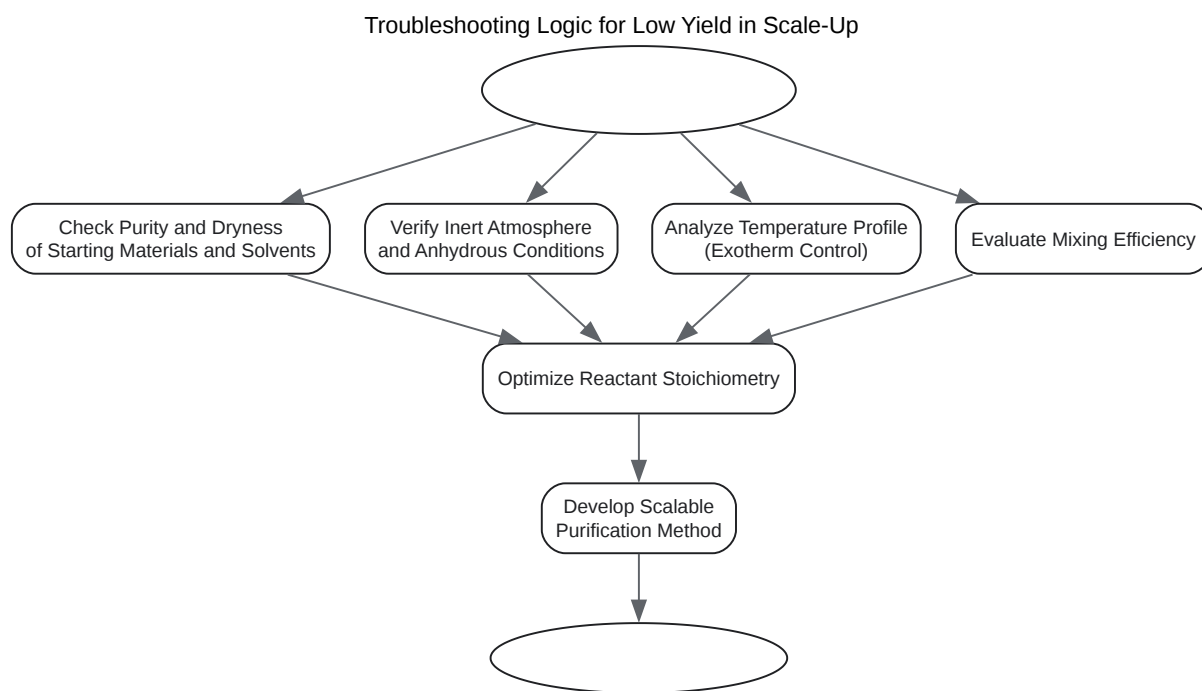 Troubleshooting Logic for Low Yield in Scale-Up
Check Purity and Dryness
of Starting Materials and Solvents
Verify Inert Atmosphere
and Anhydrous Conditions
Analyze Temperature Profile
(Exotherm Control)
Evaluate Mixing Efficiency
Optimize Reactant Stoichiometry
Develop Scalable
Purification Method